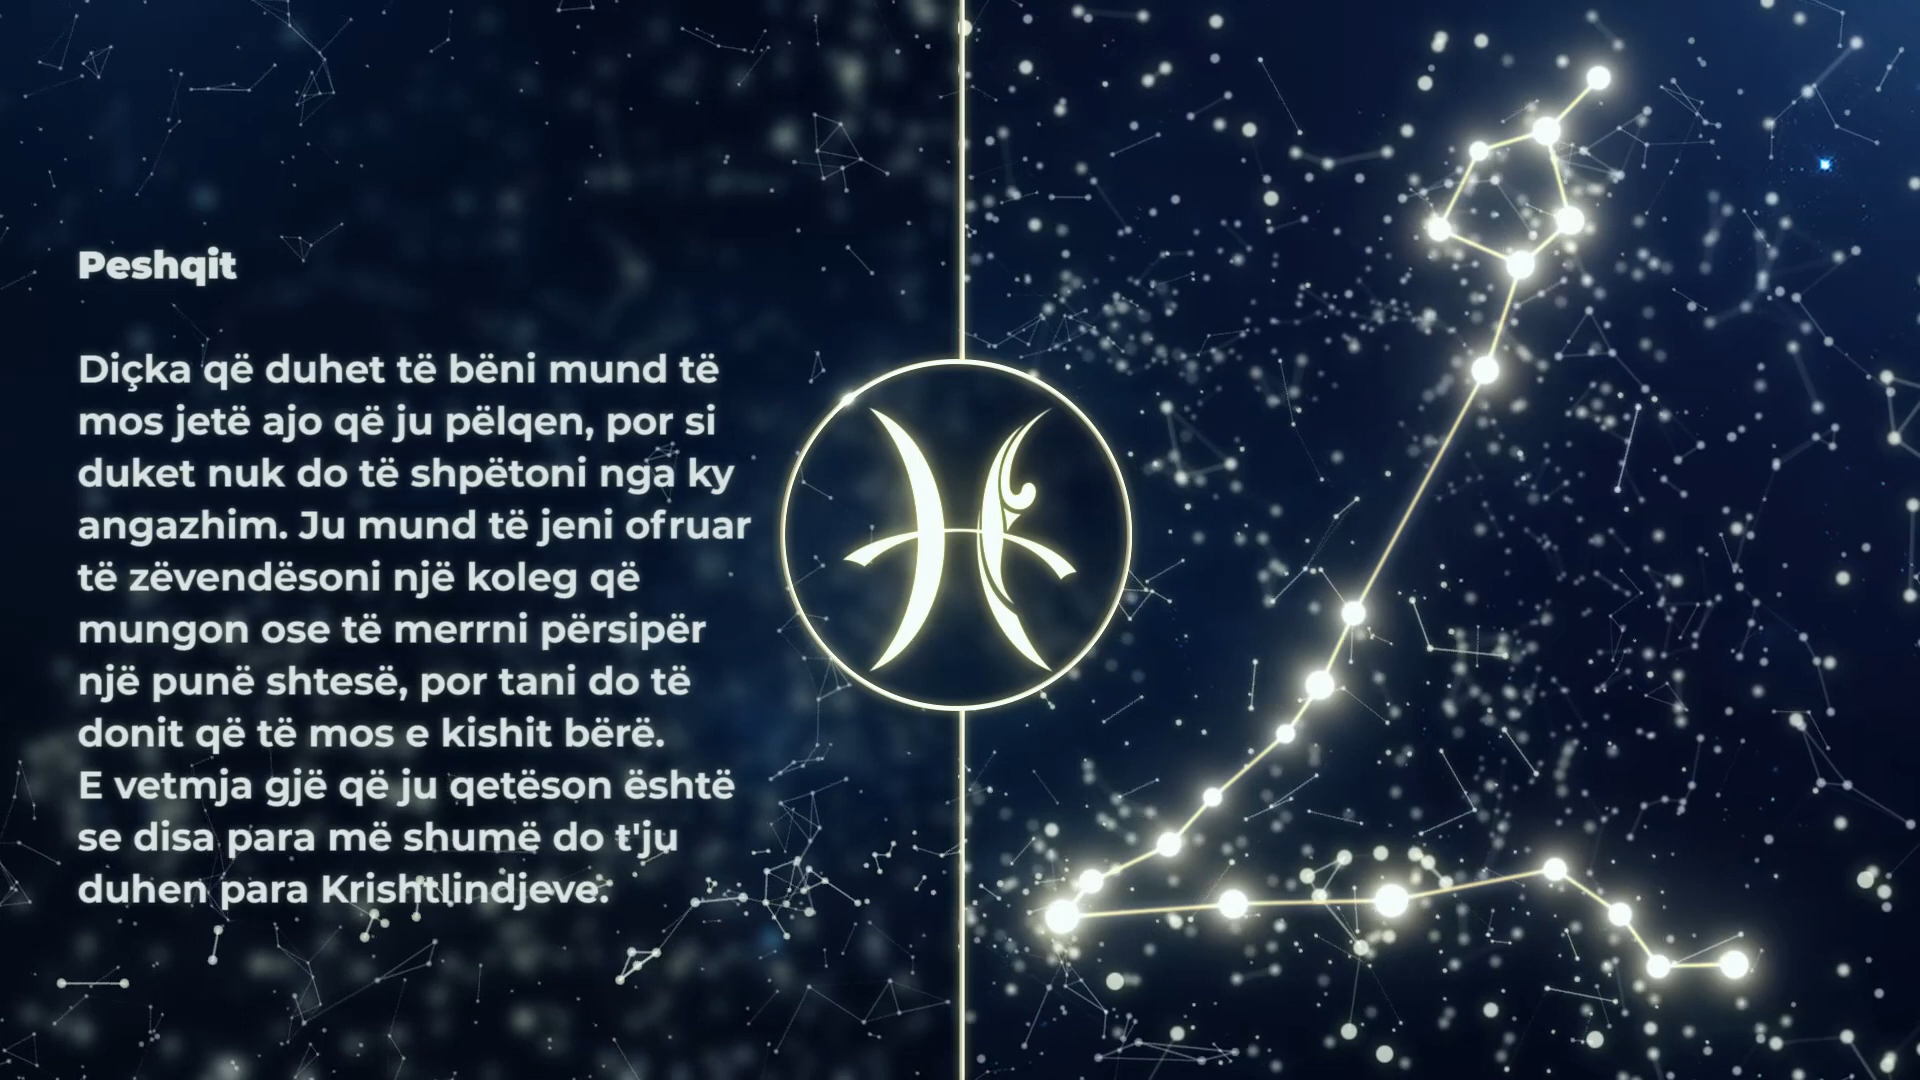 Peshqit
Diçka që duhet të bëni mund të
mos jetë ajo që ju pëlqen, por si
duket nuk do të shpëtoni nga ky
angazhim. Ju mund të jeni ofruar
të zëvendësoni një koleg që
mungon ose të merrni përsipër
një punë shtesë, por tani do të
donit që të mos e kishit bërë.
E vetmja gjë që ju qetëson është
se disa para më shumë do t'ju
duhen para Krishtlindjeve.